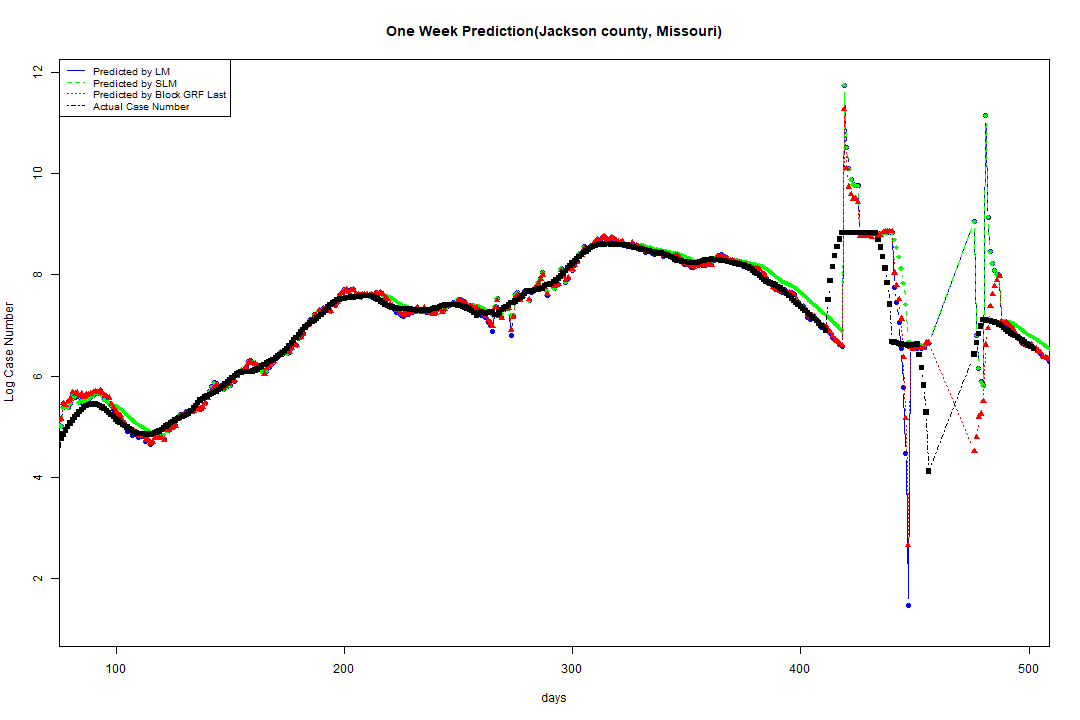 One Week Prediction(Jackson county, Missouri)
Predicted by LM
Predicted by SLM
Predicted by Block GRF Last
Actual Case Number
12
10
8
6
4
2
Log Case Number
100
200
300
400
500
days